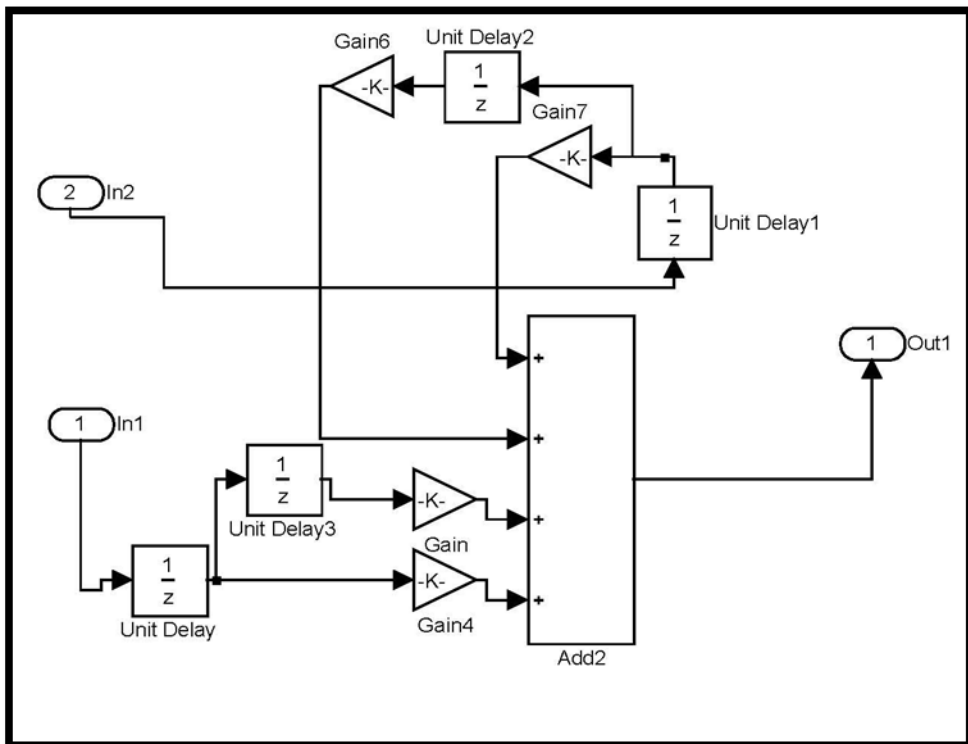 Gain6
Unit Delay2
-K-
1
z
Gain7
-K-
2
In2
1
z
Unit Delay1
+
1
Out1
1
In1
+
1
z
Unit Delay3
-K-
+
Gain
1
z
Unit Delay
-K-
+
Gain4
Add2